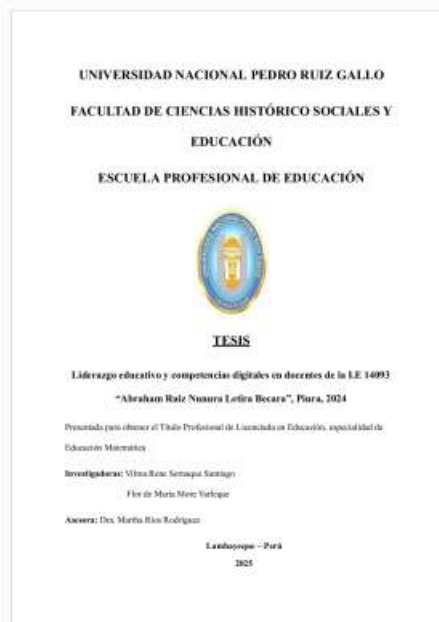 UNIVERSIDAD NACIONAL PEDRO RUIZ GALLO
FACULTAD DE CIENCIAS HISTÓRICO SOCIALES Y
EDUCACIÓN
ESCUELA PROFESIONAL DE EDUCACIÓN
TESIS
Liderazgo educativo y competencias digitales en docentes de la I.E 14093
“Abraham Ruiz Nunura Letira Becara”, Piura, 2024
Presentada para obtener el Título Profesional de Licenciada en Educación, especialidad de
Educación Matemática
Investigadoras: Vilma Rene Santiago
Flor de María More Yarleque
Asesora: Dra. Martha Ríos Rodríguez
Lambayeque – Perú
2025